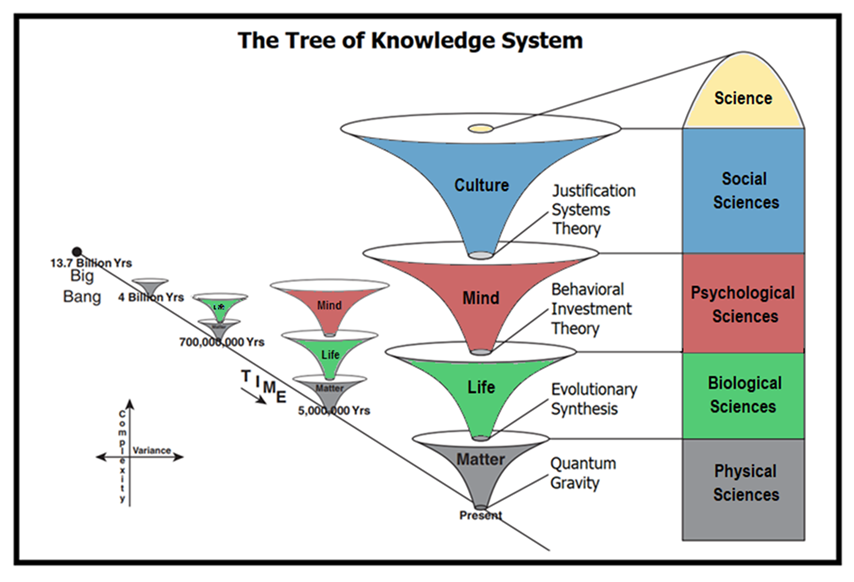 The Tree of Knowledge System
Science
Culture
Social
Sciences
Justification
Systems
Theory
13.7 Billion Yrs
Big
Bang
4 Billion Yrs
Life
Matter
700,000,000 Yrs
Mind
Life
Matter
5,000,000 Yrs
TIME
Mind
Behavioral
Investment
Theory
Psychological
Sciences
Life
Evolutionary
Synthesis
Biological
Sciences
Matter
Quantum
Gravity
Physical
Sciences
Present
Complexity
Variance